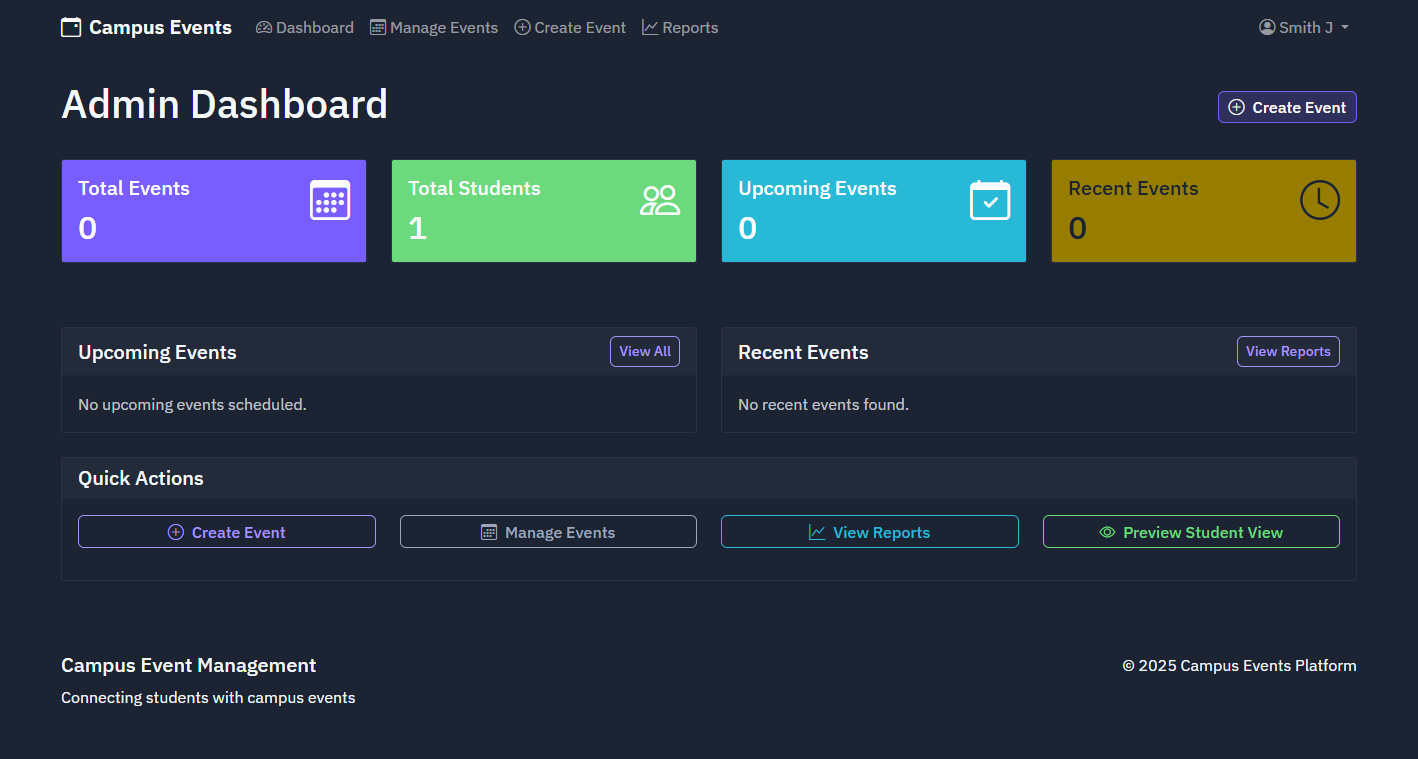 Campus Events Dashboard Manage Events Create Event Reports Smith J
Admin Dashboard
Create Event
Total Events
0
Total Students
1
Upcoming Events
0
Recent Events
0
Upcoming Events
View All
No upcoming events scheduled.
Recent Events
View Reports
No recent events found.
Quick Actions
Create Event
Manage Events
View Reports
Preview Student View
Campus Event Management
Connecting students with campus events
© 2025 Campus Events Platform